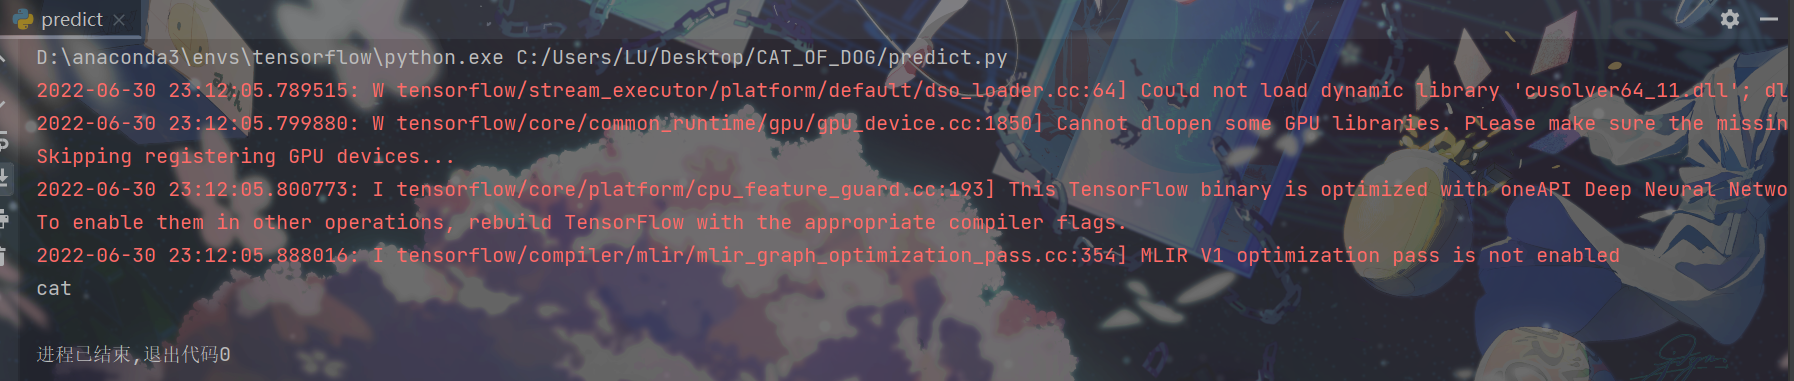 predict
D:\anaconda3\envs\tensorflow\python.exe C:/Users/LU/Desktop/CAT_OF_DOG/predict.py
2022-06-30 23:12:05.789515: W tensorflow/stream_executor/platform/default/dso_loader.cc:64] Could not load dynamic library 'cusolver64_11.dll'; dl
2022-06-30 23:12:05.799880: W tensorflow/core/common_runtime/gpu/gpu_device.cc:1850] Cannot dlopen some GPU libraries. Please make sure the missin
Skipping registering GPU devices...
2022-06-30 23:12:05.800773: I tensorflow/core/platform/cpu_feature_guard.cc:193] This TensorFlow binary is optimized with oneAPI Deep Neural Netwo
To enable them in other operations, rebuild TensorFlow with the appropriate compiler flags.
2022-06-30 23:12:05.888016: I tensorflow/compiler/mlir/mlir_graph_optimization_pass.cc:354] MLIR V1 optimization pass is not enabled
cat
进程已结束,退出代码0